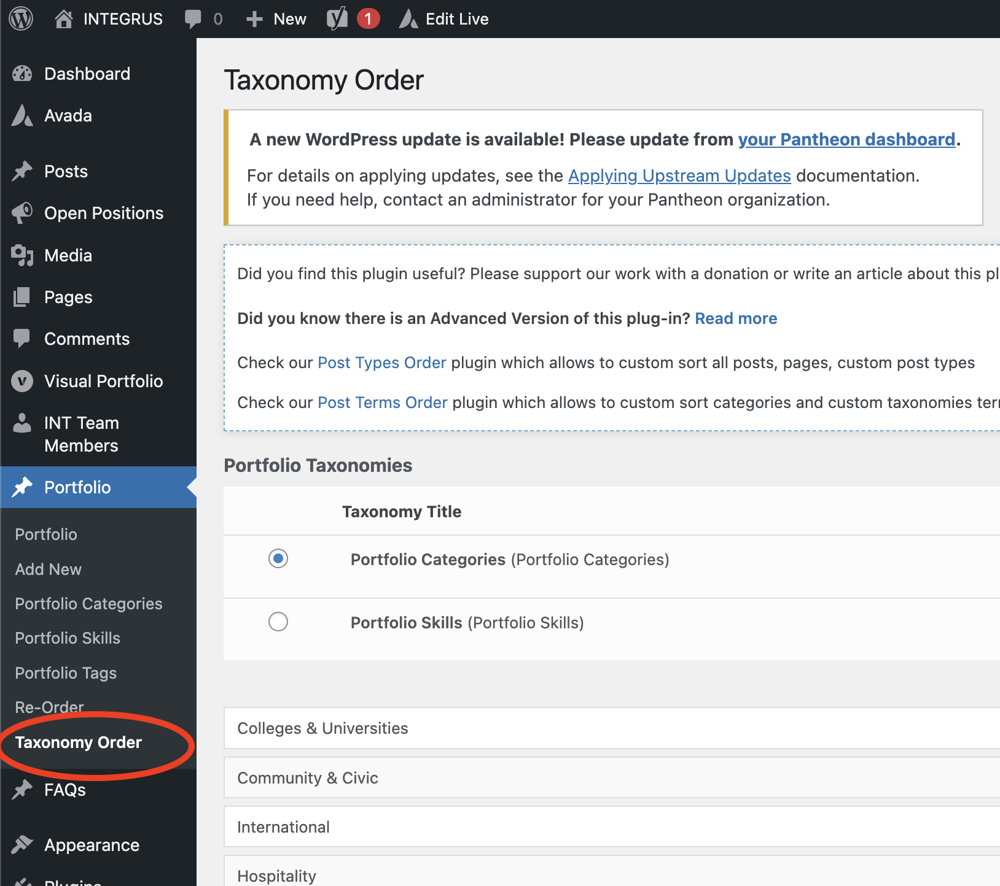 INTEGRUS 0 New 1 Edit Live
Dashboard
Avada
Posts
Open Positions
Media
Pages
Comments
Visual Portfolio
INT Team
Members
Portfolio
Portfolio
Add New
Portfolio Categories
Portfolio Skills
Portfolio Tags
Re-Order
Taxonomy Order
FAQs
Appearance
Plugins
Taxonomy Order
A new WordPress update is available! Please update from your Pantheon dashboard.
For details on applying updates, see the Applying Upstream Updates documentation.
If you need help, contact an administrator for your Pantheon organization.
Did you find this plugin useful? Please support our work with a donation or write an article about this pl
Did you know there is an Advanced Version of this plug-in? Read more
Check our Post Types Order plugin which allows to custom sort all posts, pages, custom post types
Check our Post Terms Order plugin which allows to custom sort categories and custom taxonomies ter
Portfolio Taxonomies
Taxonomy Title
Portfolio Categories (Portfolio Categories)
Portfolio Skills (Portfolio Skills)
Colleges & Universities
Community & Civic
International
Hospitality